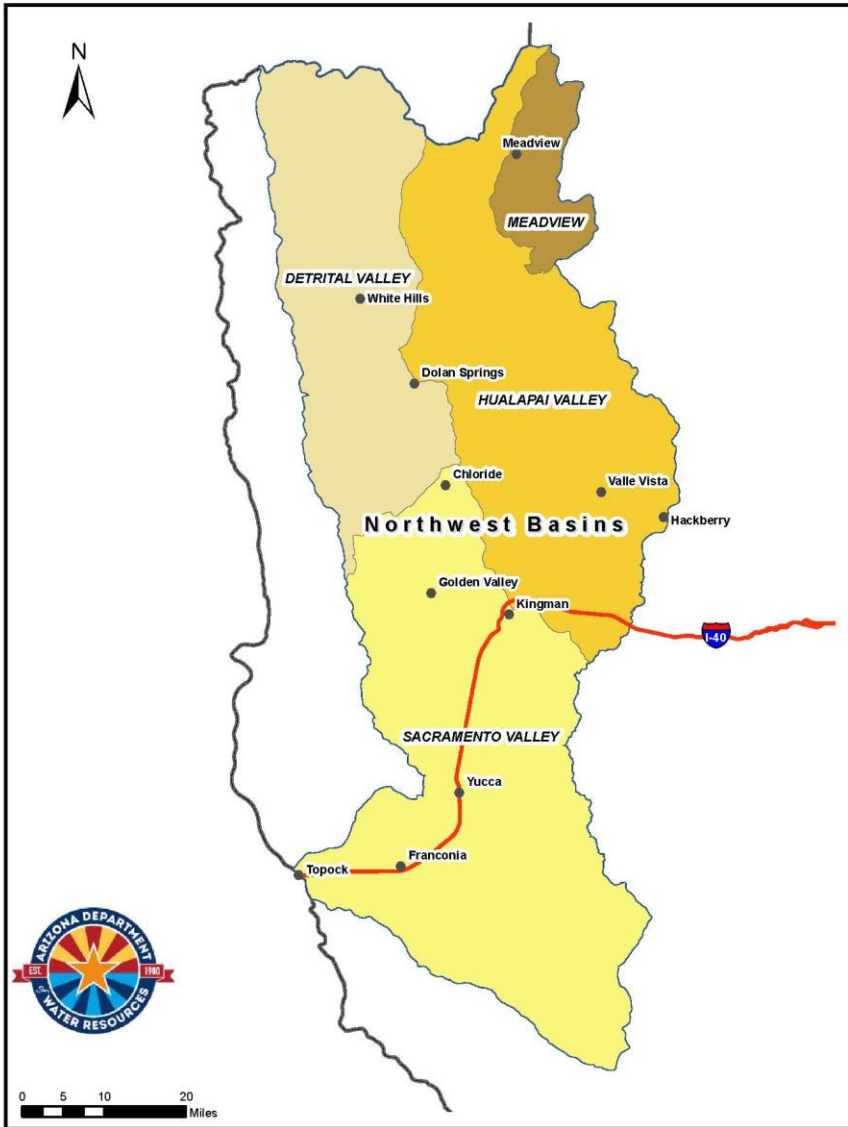 N
Meadview
MEADVIEW
DETRITAL VALLEY
White Hills
Dolan Springs
HUALAPAI VALLEY
Chloride
Valle Vista
Northwest Basins
Hackberry
Golden Valley
Kingman
I-40
SACRAMENTO VALLEY
Yucca
Franconia
Topock
ARIZONA DEPARTMENT
EST. 1980
of
WATER RESOURCES
0 5 10 20
Miles